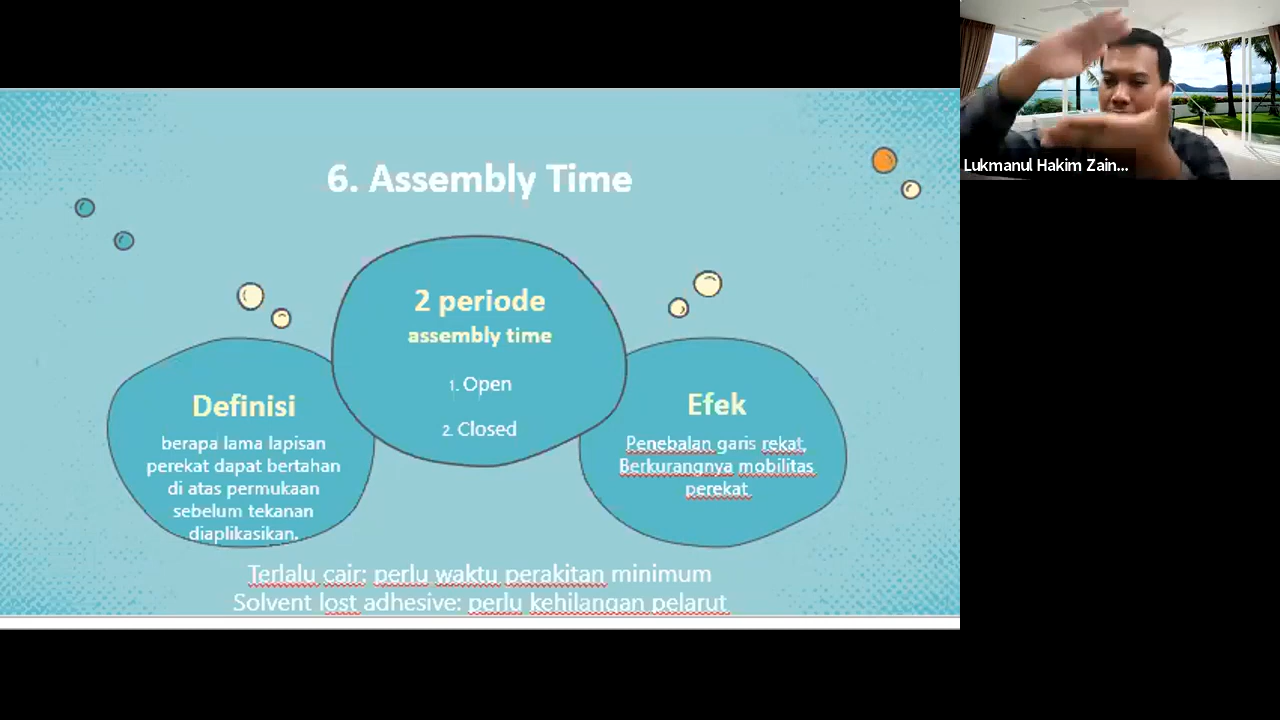 6. Assembly Time
2 periode
assembly time
1. Open
2. Closed
Definisi
berapa lama lapisan
perekat dapat bertahan
di atas permukaan
sebelum tekanan
diaplikasikan.
Efek
Penebalan garis rekat,
Berkurangnya mobilitas
perekat
Terlalu cair: perlu waktu perakitan minimum
Solvent lost adhesive: perlu kehilangan pelarut
Lukmanul Hakim Zain...